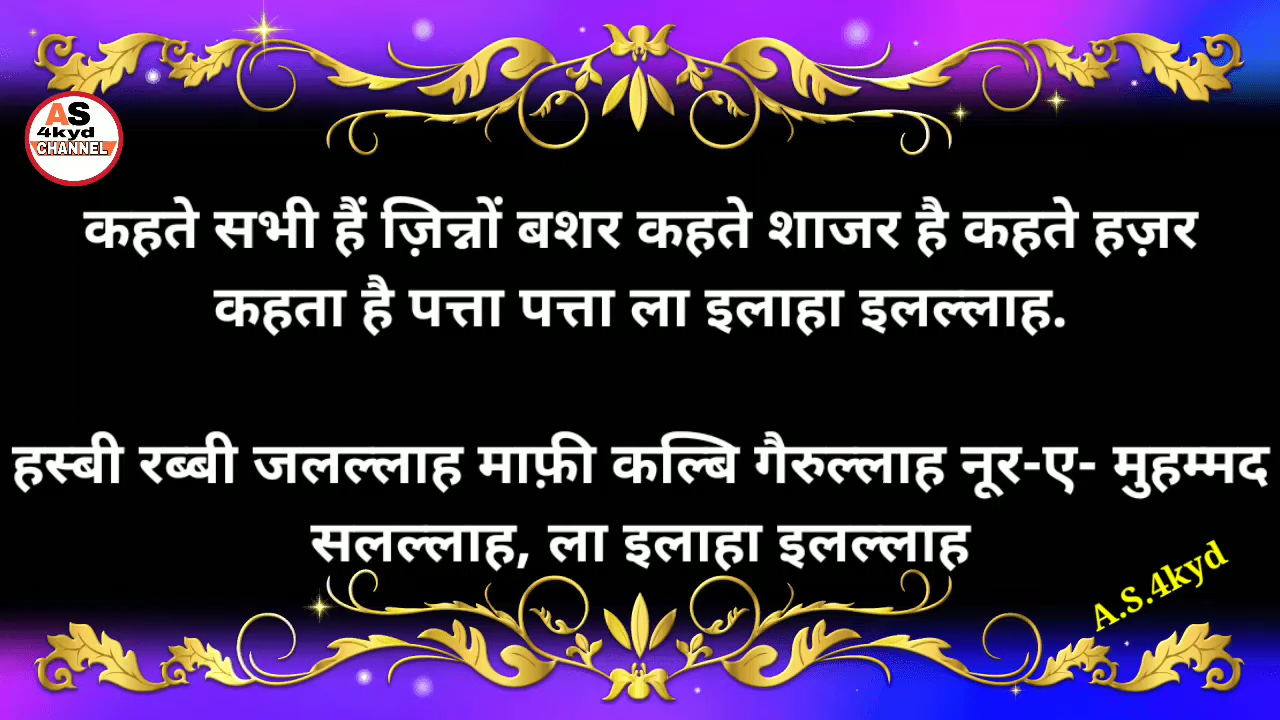 AS
4kyd
CHANNEL
कहते सभी हैं ज़िन्नों बशर कहते शाजर है कहते हज़र
कहता है पत्ता पत्ता ला इलाहा इलल्लाह.
हस्बी रब्बी जलल्लाह माफ़ी कल्बि गैरुल्लाह नूर-ए- मुहम्मद
सलल्लाह, ला इलाहा इलल्लाह
A.S.4kyd